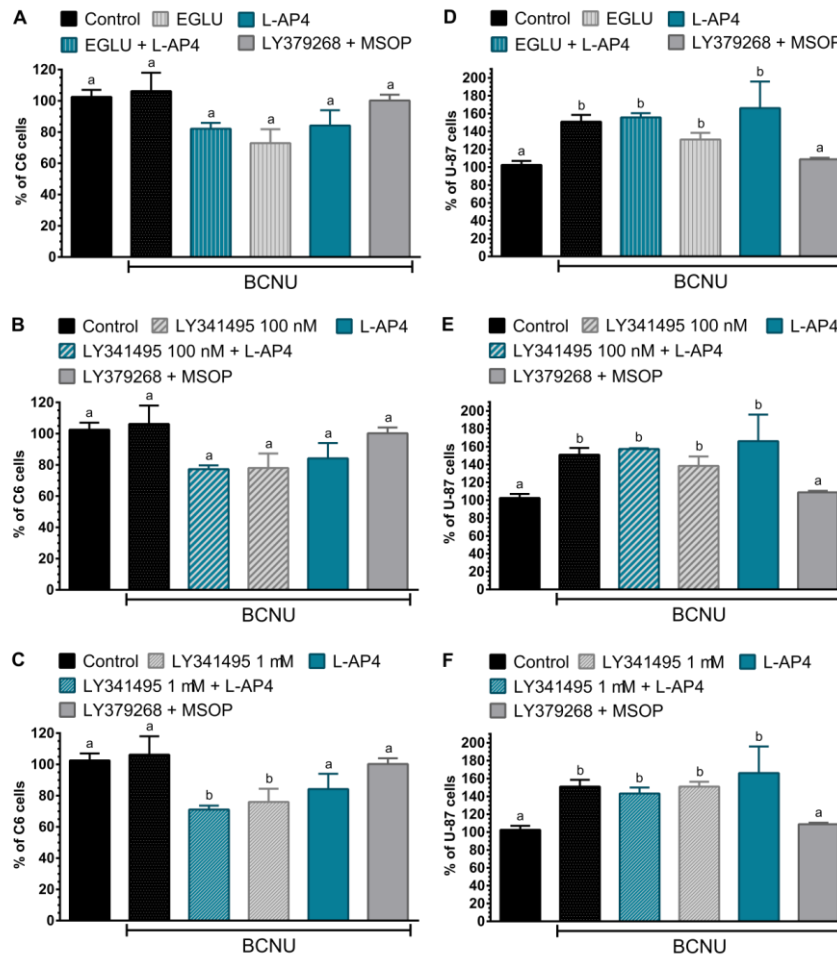 A
Control EGLU L-AP4
EGLU + L-AP4 LY379268 + MSOP
120
100
80
60
40
20
0
% of C6 cells
a a a a a a
BCNU
D
Control EGLU L-AP4
EGLU + L-AP4 LY379268 + MSOP
200
180
160
140
120
100
80
60
40
20
0
% of U-87 cells
a b b b b a
BCNU
B
Control LY341495 100 nM L-AP4
LY341495 100 nM + L-AP4
LY379268 + MSOP
120
100
80
60
40
20
0
% of C6 cells
a a a a a a
BCNU
E
Control LY341495 100 nM L-AP4
LY341495 100 nM + L-AP4
LY379268 + MSOP
200
180
160
140
120
100
80
60
40
20
0
% of U-87 cells
a b b b b a
BCNU
C
Control LY341495 1 mM L-AP4
LY341495 1 mM + L-AP4
LY379268 + MSOP
120
100
80
60
40
20
0
% of C6 cells
a a b b a a
BCNU
F
Control LY341495 1 mM L-AP4
LY341495 1 mM + L-AP4
LY379268 + MSOP
200
180
160
140
120
100
80
60
40
20
0
% of U-87 cells
a b b b b a
BCNU